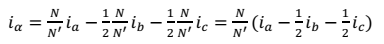 i_α = N/N′ i_a − 1/2 N/N′ i_b − 1/2 N/N′ i_c = N/N′ (i_a − 1/2 i_b − 1/2 i_c)